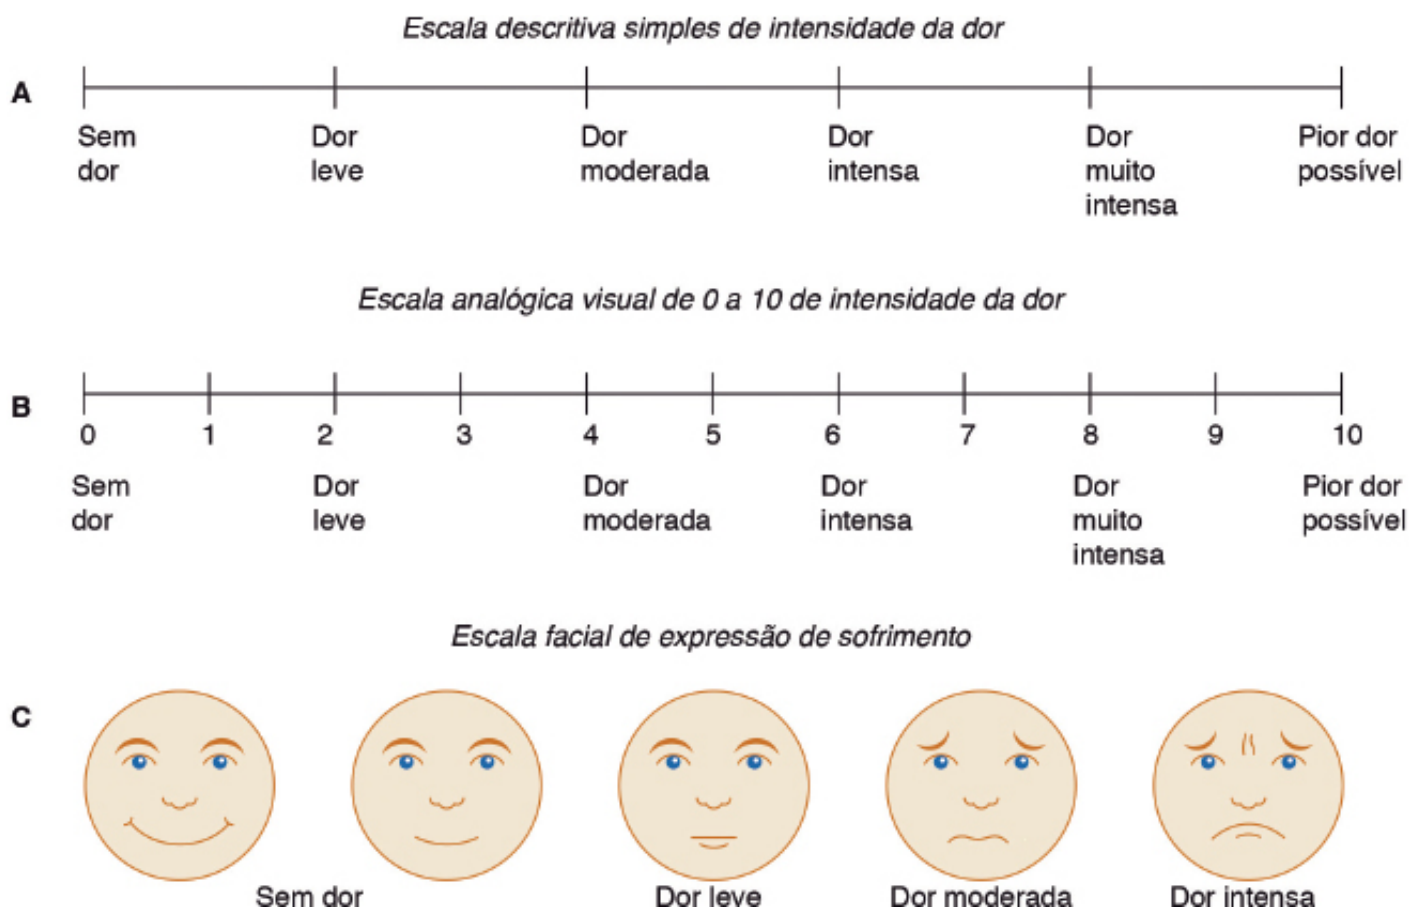 Escala descritiva simples de intensidade da dor
A
Sem dor
Dor leve
Dor moderada
Dor intensa
Dor muito intensa
Pior dor possível
Escala analógica visual de 0 a 10 de intensidade da dor
B
0 1 2 3 4 5 6 7 8 9 10
Sem dor
Dor leve
Dor moderada
Dor intensa
Dor muito intensa
Pior dor possível
Escala facial de expressão de sofrimento
C
Sem dor Dor leve Dor moderada Dor intensa